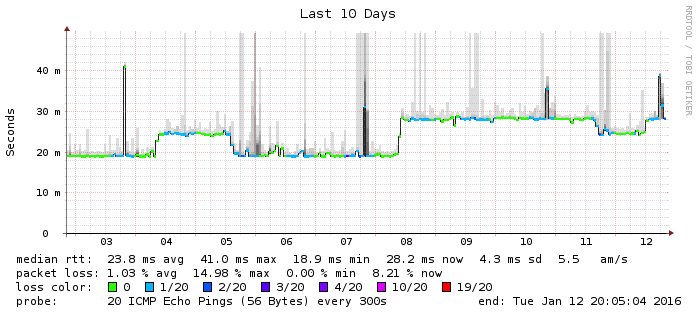 Last 10 Days
RRDTOOL / TOBI OETIKER
Seconds
40 m
30 m
20 m
10 m
0
03 04 05 06 07 08 09 10 11 12
median rtt: 23.8 ms avg 41.0 ms max 18.9 ms min 28.2 ms now 4.3 ms sd 5.5 am/s
packet loss: 1.03 % avg 14.98 % max 0.00 % min 8.21 % now
loss color: 0 1/20 2/20 3/20 4/20 10/20 19/20
probe: 20 ICMP Echo Pings (56 Bytes) every 300s end: Tue Jan 12 20:05:04 2016